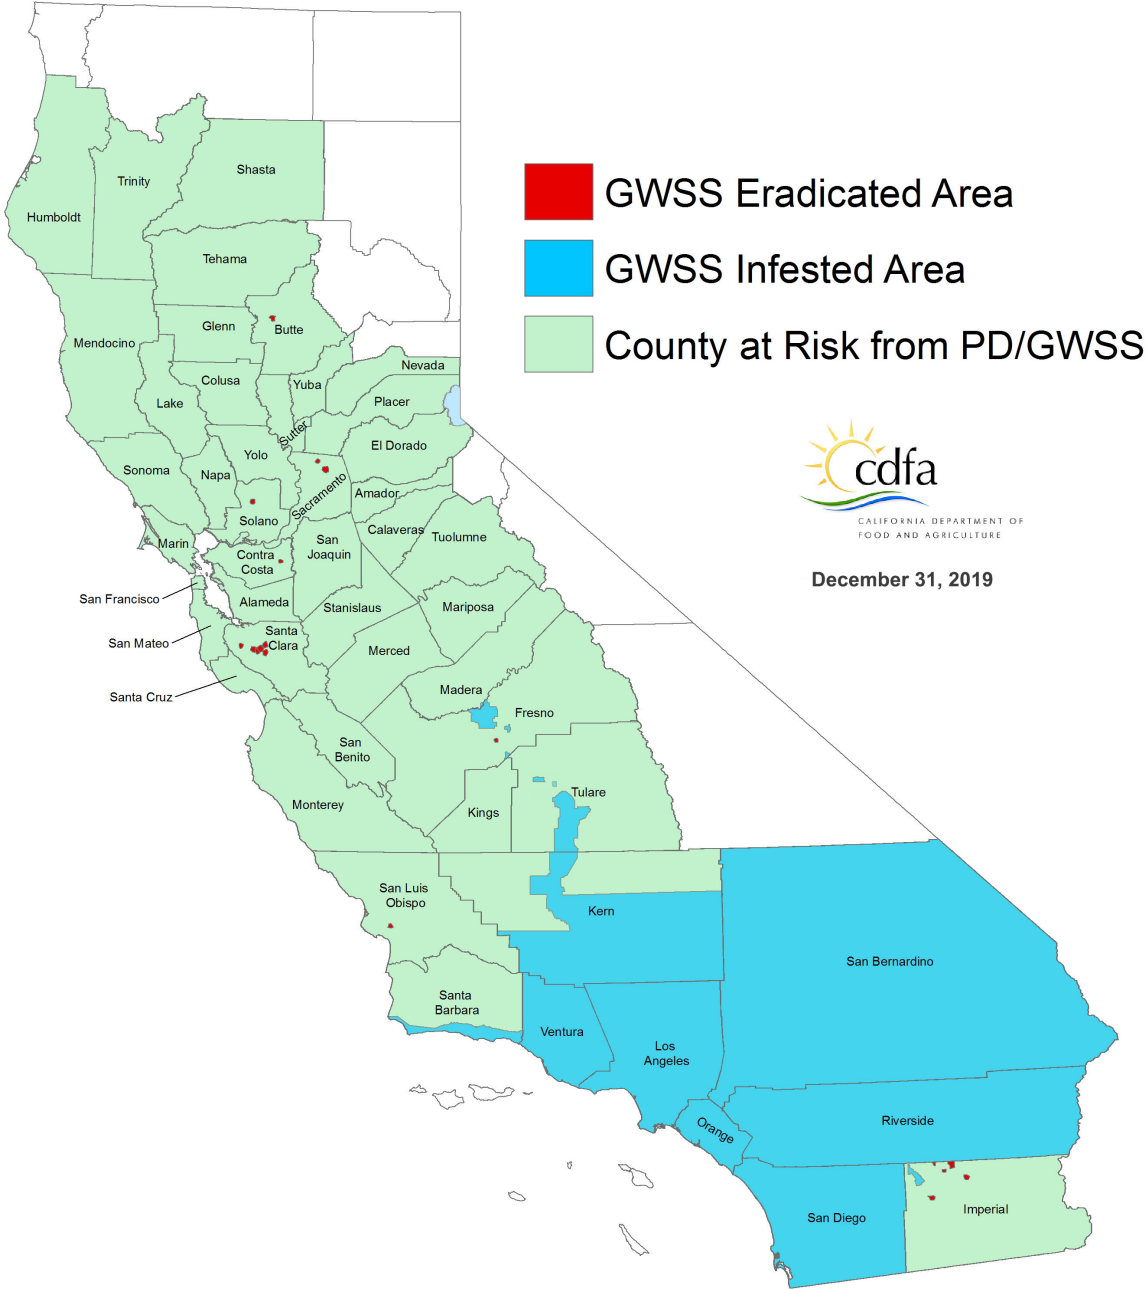 GWSS Eradicated Area
GWSS Infested Area
County at Risk from PD/GWSS
cdfa
CALIFORNIA DEPARTMENT OF
FOOD AND AGRICULTURE
December 31, 2019
Shasta
Trinity
Humboldt
Tehama
Glenn
Butte
Mendocino
Nevada
Colusa
Yuba
Lake
Placer
Sutter
El Dorado
Yolo
Sonoma
Napa
Sacramento
Amador
Solano
Calaveras
Tuolumne
Marin
San
Joaquin
Contra
Costa
San Francisco
Alameda
Stanislaus
Mariposa
San Mateo
Santa
Clara
Merced
Santa Cruz
Madera
Fresno
San
Benito
Tulare
Monterey
Kings
San Luis
Obispo
Kern
San Bernardino
Santa
Barbara
Ventura
Los
Angeles
Orange
Riverside
San Diego
Imperial